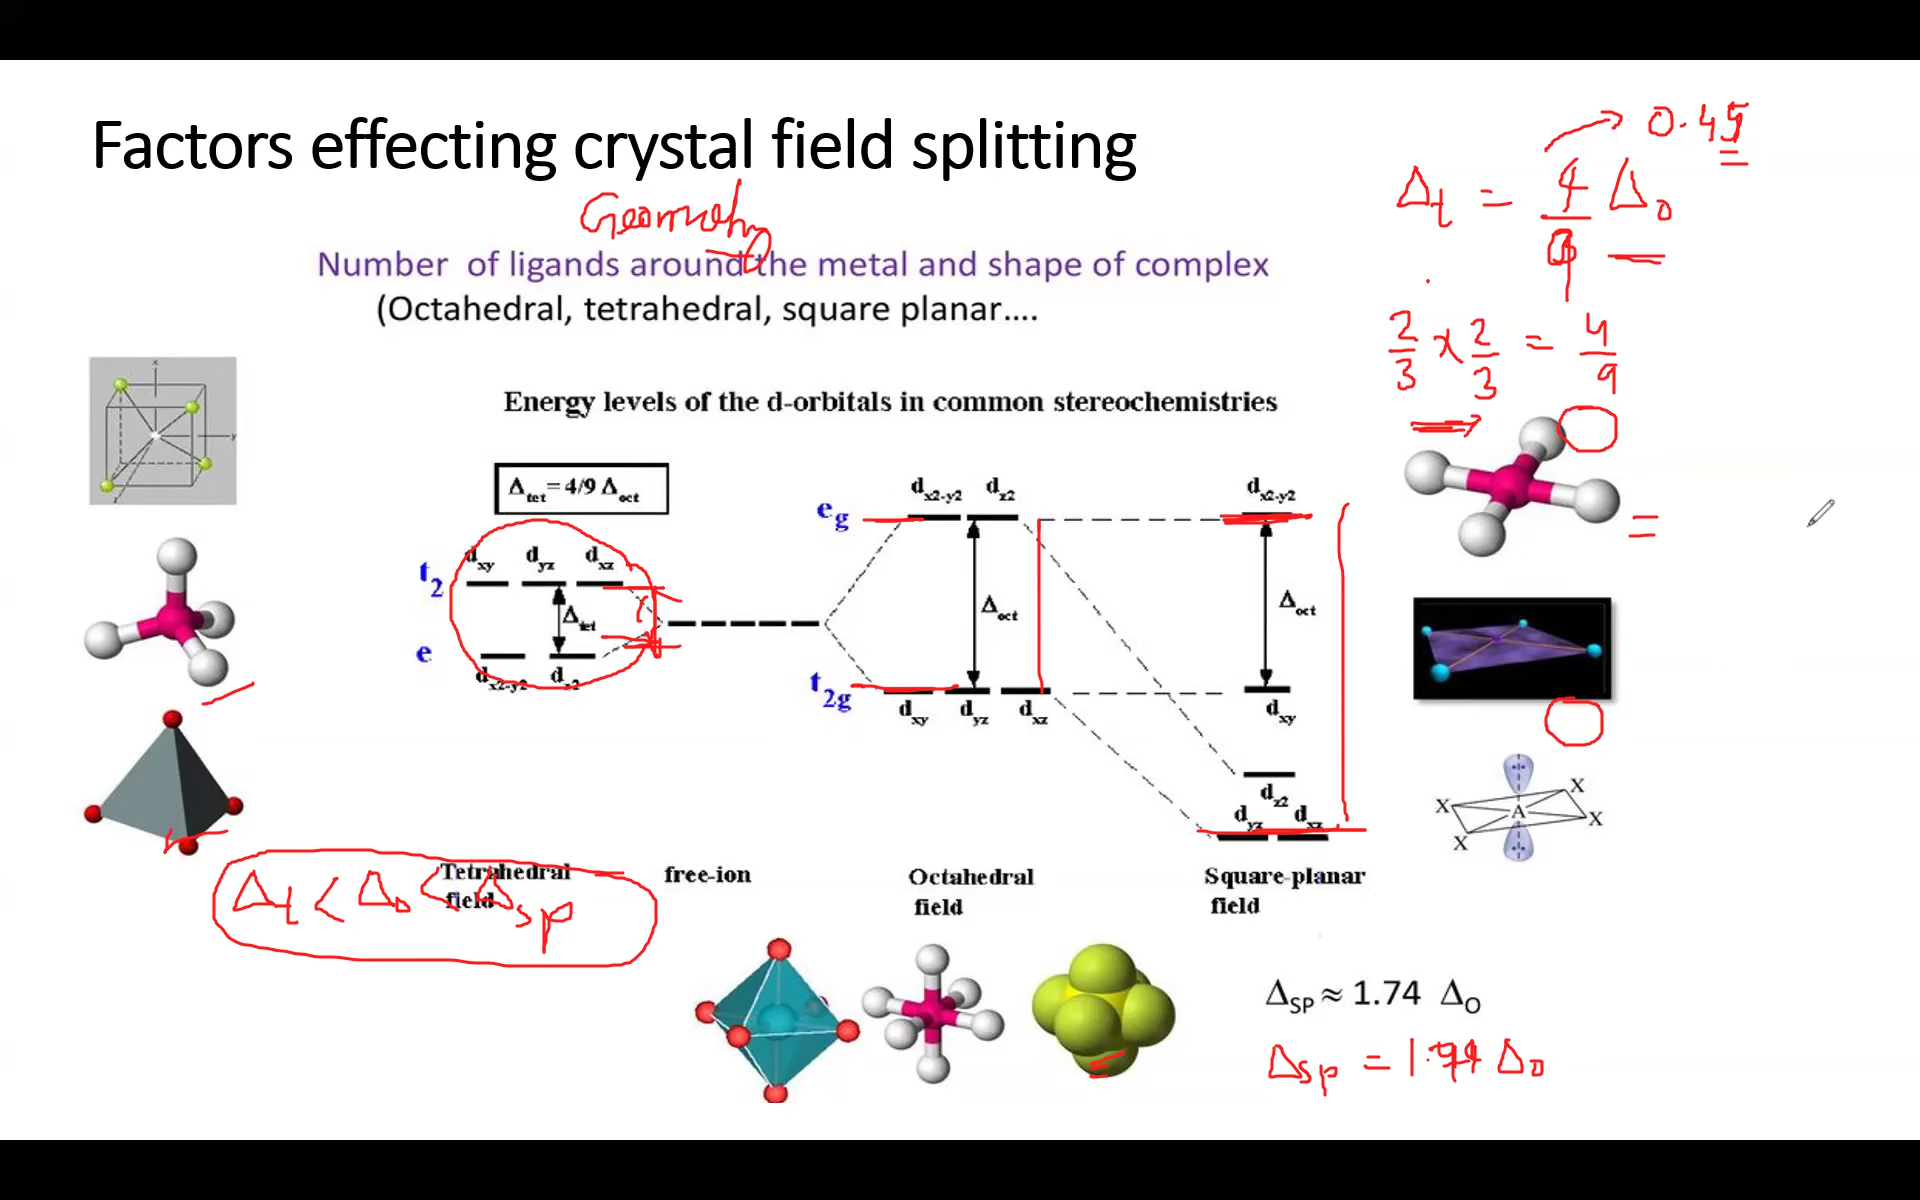 Factors effecting crystal field splitting
Geometry
Number of ligands around the metal and shape of complex
(Octahedral, tetrahedral, square planar....
0.45
Δt = 4/9 Δo
2/3 x 2/3 = 4/9
Energy levels of the d-orbitals in common stereochemistries
Δtet = 4/9 Δoct
t2
dxy dyz dxz
Δtet
e
dx2-y2 dz2
eg
dx2-y2 dz2
Δoct
t2g
dxy dyz dxz
dx2-y2
Δoct
dxy
dz2
dyz dxz
=
x
y
X
X
A
X
X
Tetrahedral
field
free-ion
Octahedral
field
Square-planar
field
Δt < Δo < Δsp
ΔSP ≈ 1.74 ΔO
Δsp = 1.74 Δo